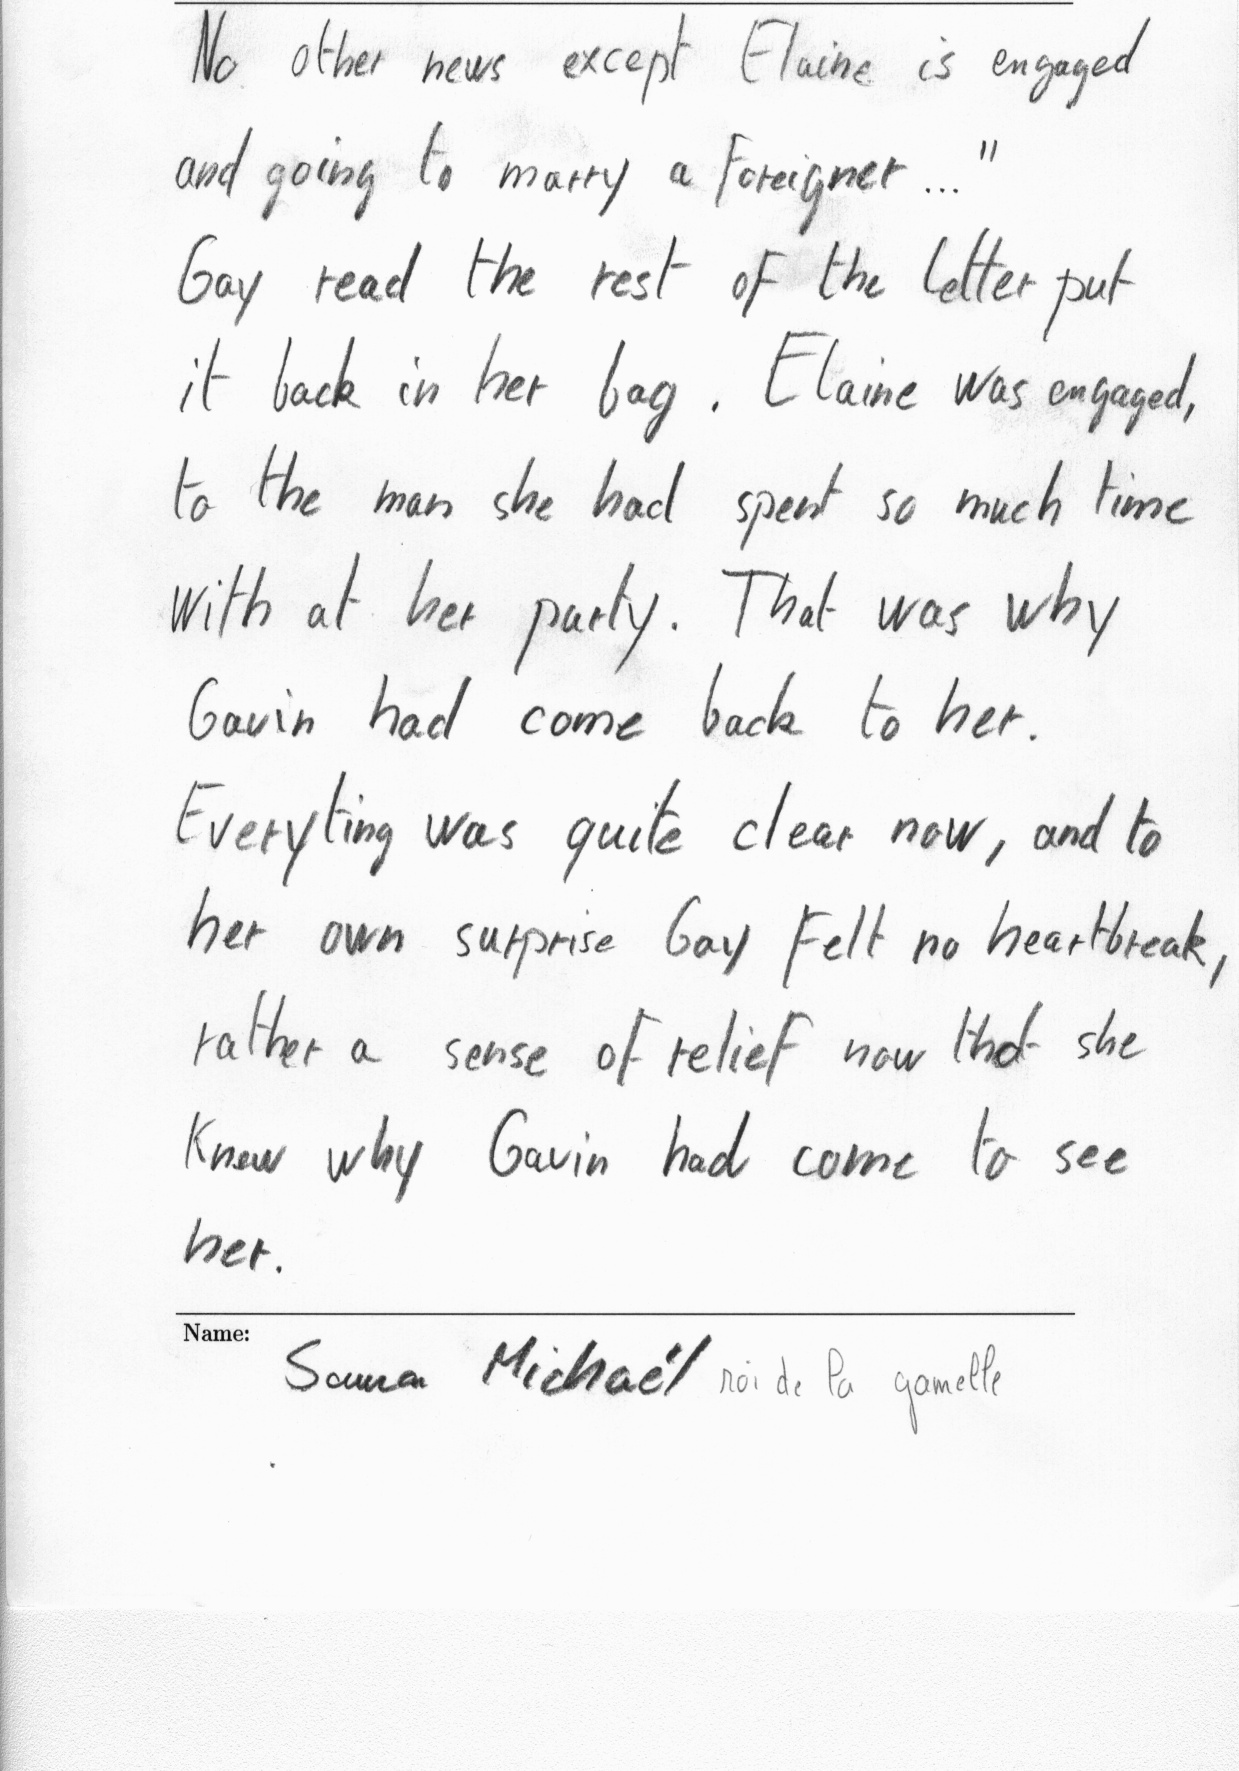 No other news except Elaine is engaged
and going to marry a foreigner ..."
Gay read the rest of the letter put
it back in her bag. Elaine was engaged,
to the man she had spent so much time
with at her party. That was why
Gavin had come back to her.
Everyting was quite clear now, and to
her own surprise Gay felt no heartbreak,
rather a sense of relief now that she
knew why Gavin had come to see
her.
Name:
Michaël roi de la gamelle